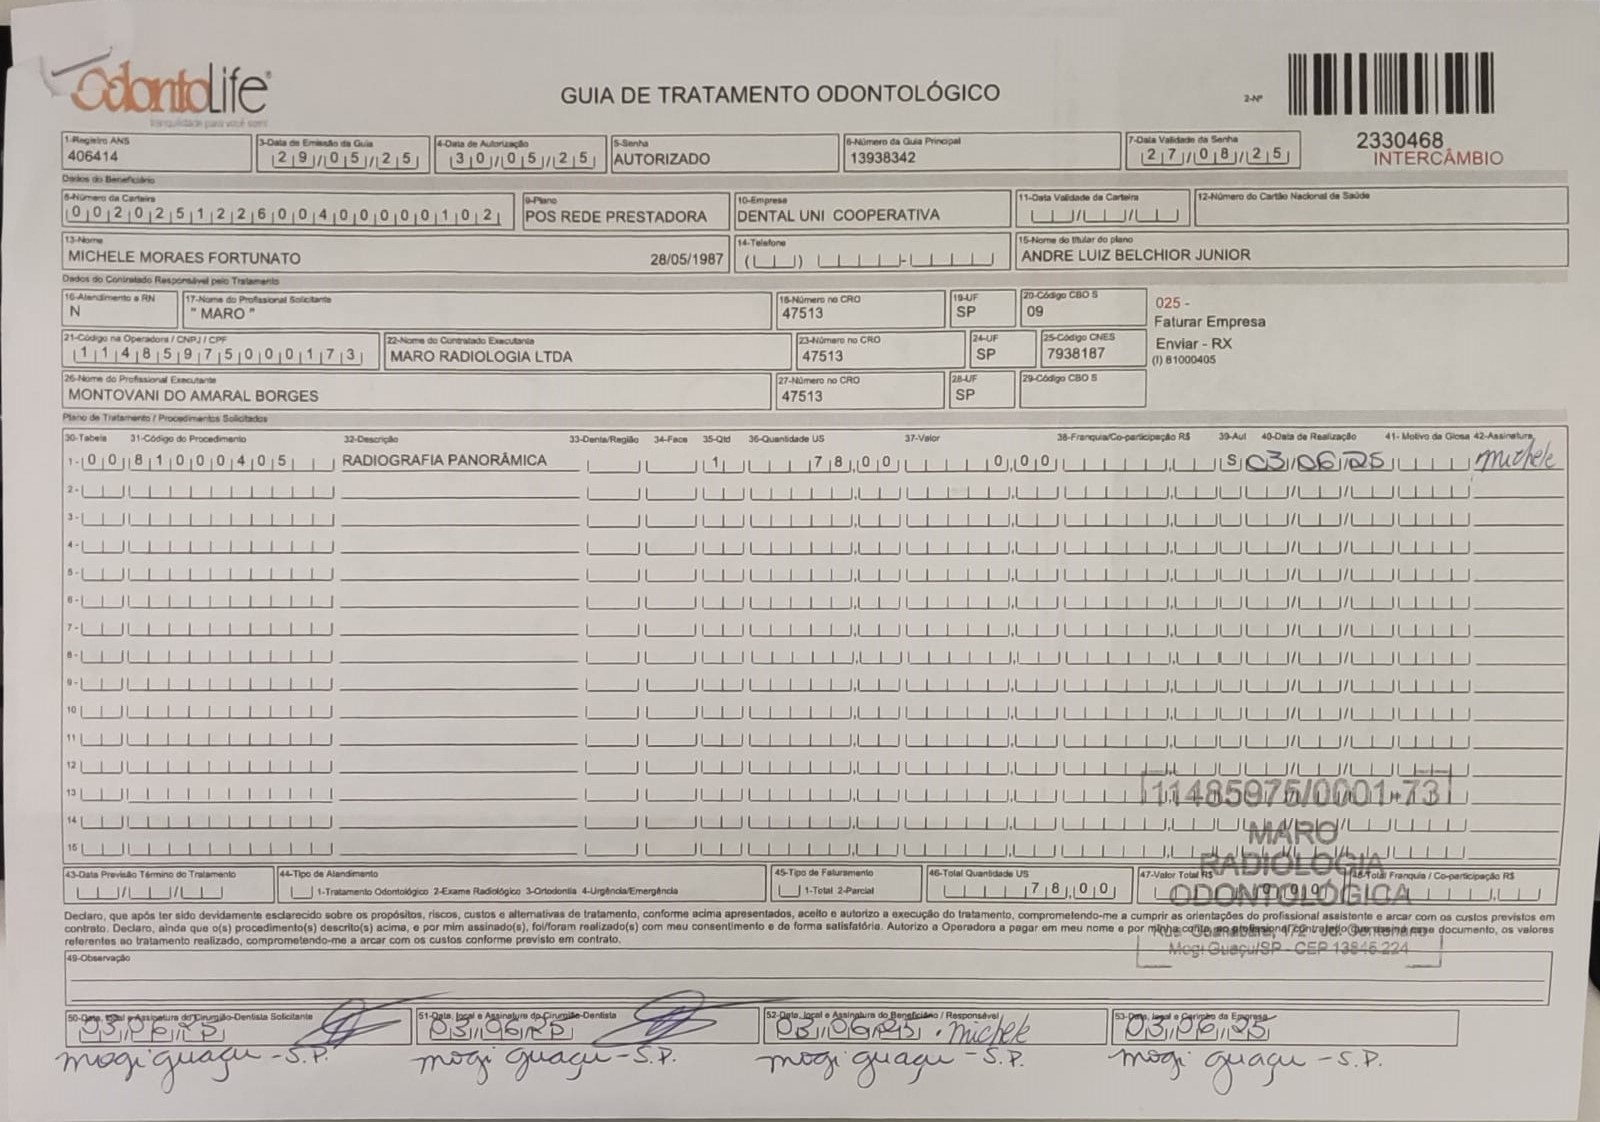 OdontoLife
tranquilidade para você sorrir
GUIA DE TRATAMENTO ODONTOLÓGICO
2-Nº
2330468
INTERCÂMBIO
1-Registro ANS 3-Data de Emissão da Guia 4-Data de Autorização 5-Senha 6-Número da Guia Principal 7-Data Validade da Senha
406414 29/05/25 30/05/25 AUTORIZADO 13938342 27/08/25
Dados do Beneficiário
8-Número da Carteira 9-Plano 10-Empresa 11-Data Validade da Carteira 12-Número do Cartão Nacional de Saúde
002025122600400000102 POS REDE PRESTADORA DENTAL UNI COOPERATIVA
13-Nome 14-Telefone 15-Nome do titular do plano
MICHELE MORAES FORTUNATO 28/05/1987 ANDRE LUIZ BELCHIOR JUNIOR
Dados do Contratado Responsável pelo Tratamento
16-Atendimento a RN 17-Nome do Profissional Solicitante 18-Número no CRO 19-UF 20-Código CBO S
N " MARO " 47513 SP 09
025 -
Faturar Empresa
Enviar - RX
(I) 81000405
21-Código na Operadora / CNPJ / CPF 22-Nome do Contratado Executante 23-Número no CRO 24-UF 25-Código CNES
11485975000173 MARO RADIOLOGIA LTDA 47513 SP 7938187
26-Nome do Profissional Executante 27-Número no CRO 28-UF 29-Código CBO S
MONTOVANI DO AMARAL BORGES 47513 SP
Plano de Tratamento / Procedimentos Solicitados
30-Tabela 31-Código do Procedimento 32-Descrição 33-Dente/Região 34-Face 35-Qtd 36-Quantidade US 37-Valor 38-Franquia/Co-participação R$ 39-Aut 40-Data de Realização 41- Motivo da Glosa 42-Assinatura
1-0081000405 RADIOGRAFIA PANORÂMICA 1 78,00 0,00 S 03/06/25 Michele
2-
3-
4-
5-
6-
7-
8-
9-
10
11
12
13
14
15
11485975/0001-73
MARO
RADIOLOGIA
ODONTOLÓGICA
Mogi Guaçu/SP - CEP 13846 224
43-Data Previsão Término do Tratamento 44-Tipo de Atendimento 45-Tipo de Faturamento 46-Total Quantidade US 47-Valor Total R$ 48-Total Franquia / Co-participação R$
1-Tratamento Odontológico 2-Exame Radiológico 3-Ortodontia 4-Urgência/Emergência 1-Total 2-Parcial 78,00
Declaro, que após ter sido devidamente esclarecido sobre os propósitos, riscos, custos e alternativas de tratamento, conforme acima apresentados, aceito e autorizo a execução do tratamento, comprometendo-me a cumprir as orientações do profissional assistente e arcar com os custos previstos em
contrato. Declaro, ainda que o(s) procedimento(s) descrito(s) acima, e por mim assinado(s), foi/foram realizado(s) com meu consentimento e de forma satisfatória. Autorizo a Operadora a pagar em meu nome e por minha conta, ao profissional contratado que assina esse documento, os valores
referentes ao tratamento realizado, comprometendo-me a arcar com os custos conforme previsto em contrato.
49-Observação
50-Data, local e Assinatura do Cirurgião-Dentista Solicitante 51-Data, local e Assinatura do Cirurgião-Dentista 52-Data, local e Assinatura do Beneficiário / Responsável 53-Data, local e Carimbo da Empresa
03/06/25 03/06/25 03/06/25 . Michele 03/06/25
Mogi Guaçu - S.P. Mogi Guaçu - S.P. Mogi Guaçu - S.P. Mogi Guaçu - S.P.